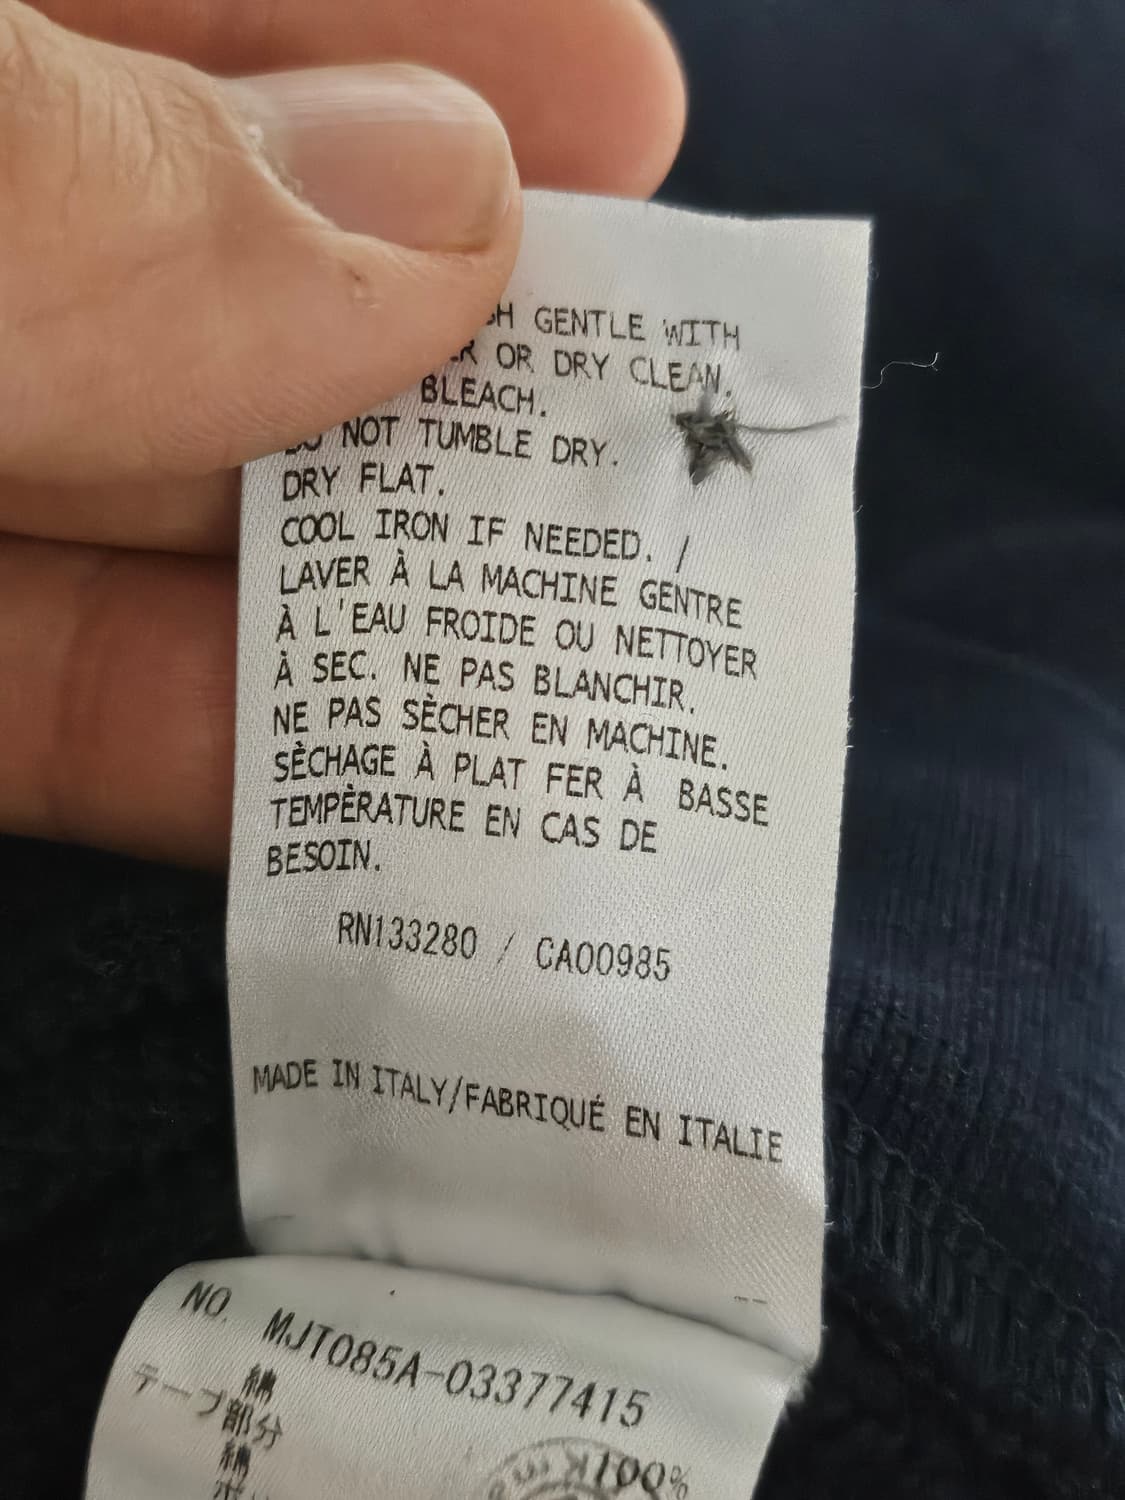 GENTLE WITH
OR DRY CLEAN.
BLEACH.
DO NOT TUMBLE DRY.
DRY FLAT.
COOL IRON IF NEEDED. /
LAVER À LA MACHINE GENTRE
À L'EAU FROIDE OU NETTOYER
À SEC. NE PAS BLANCHIR.
NE PAS SÈCHER EN MACHINE.
SÈCHAGE À PLAT FER À BASSE
TEMPÈRATURE EN CAS DE
BESOIN.
RN133280 / CA00985
MADE IN ITALY/FABRIQUÉ EN ITALIE
NO. MJT085A-03377415
綿
テープ部分
綿
100%